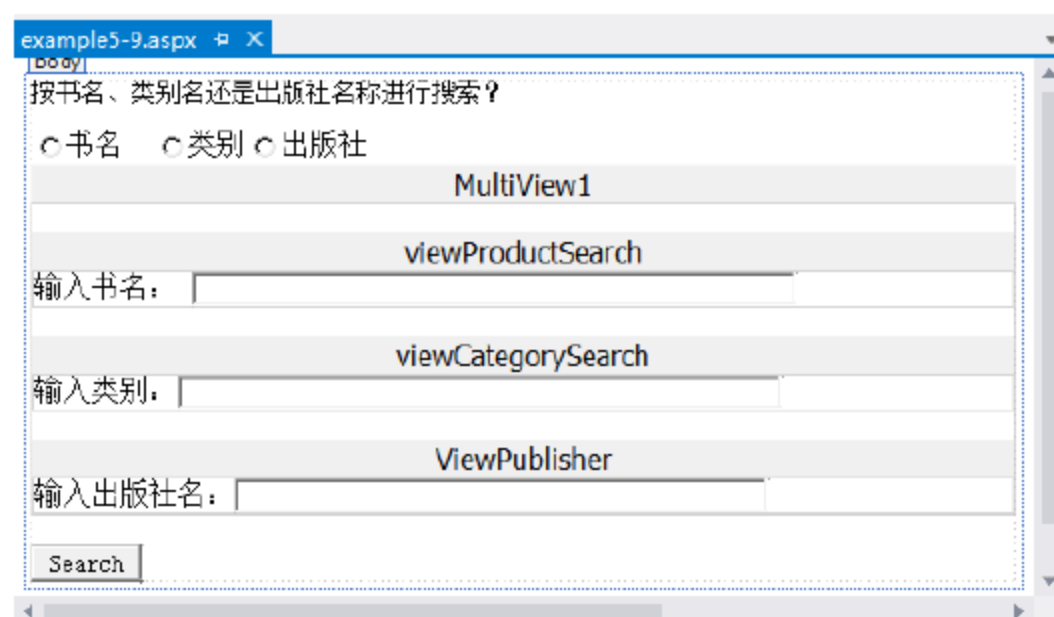 example5-9.aspx
Body
按书名、类别名还是出版社名称进行搜索？
书名 类别 出版社
MultiView1
viewProductSearch
输入书名：
viewCategorySearch
输入类别：
ViewPublisher
输入出版社名：
Search